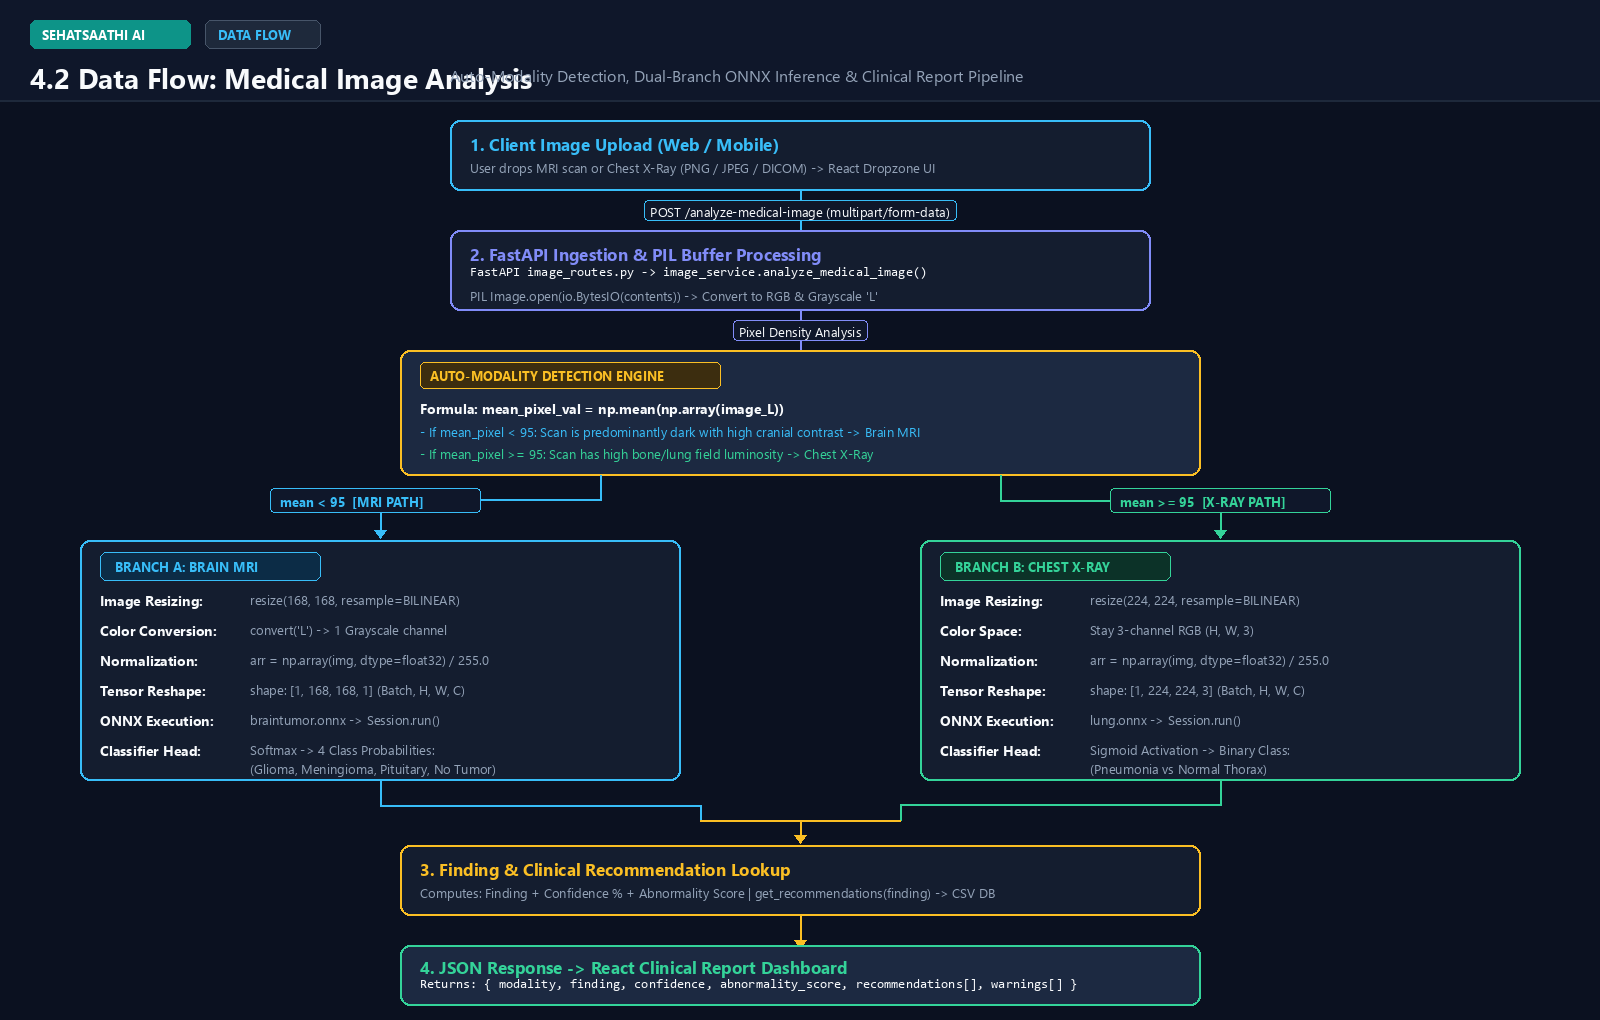 SEHATSAATHI AI
DATA FLOW
4.2 Data Flow: Medical Image Analysis
Auto-Modality Detection, Dual-Branch ONNX Inference & Clinical Report Pipeline
1. Client Image Upload (Web / Mobile)
User drops MRI scan or Chest X-Ray (PNG / JPEG / DICOM) -> React Dropzone UI
POST /analyze-medical-image (multipart/form-data)
2. FastAPI Ingestion & PIL Buffer Processing
FastAPI image_routes.py -> image_service.analyze_medical_image()
PIL Image.open(io.BytesIO(contents)) -> Convert to RGB & Grayscale 'L'
Pixel Density Analysis
AUTO-MODALITY DETECTION ENGINE
Formula: mean_pixel_val = np.mean(np.array(image_L))
- If mean_pixel < 95: Scan is predominantly dark with high cranial contrast -> Brain MRI
- If mean_pixel >= 95: Scan has high bone/lung field luminosity -> Chest X-Ray
mean < 95  [MRI PATH]
mean >= 95  [X-RAY PATH]
BRANCH A: BRAIN MRI
Image Resizing: resize(168, 168, resample=BILINEAR)
Color Conversion: convert('L') -> 1 Grayscale channel
Normalization: arr = np.array(img, dtype=float32) / 255.0
Tensor Reshape: shape: [1, 168, 168, 1] (Batch, H, W, C)
ONNX Execution: braintumor.onnx -> Session.run()
Classifier Head: Softmax -> 4 Class Probabilities:
(Glioma, Meningioma, Pituitary, No Tumor)
BRANCH B: CHEST X-RAY
Image Resizing: resize(224, 224, resample=BILINEAR)
Color Space: Stay 3-channel RGB (H, W, 3)
Normalization: arr = np.array(img, dtype=float32) / 255.0
Tensor Reshape: shape: [1, 224, 224, 3] (Batch, H, W, C)
ONNX Execution: lung.onnx -> Session.run()
Classifier Head: Sigmoid Activation -> Binary Class:
(Pneumonia vs Normal Thorax)
3. Finding & Clinical Recommendation Lookup
Computes: Finding + Confidence % + Abnormality Score | get_recommendations(finding) -> CSV DB
4. JSON Response -> React Clinical Report Dashboard
Returns: { modality, finding, confidence, abnormality_score, recommendations[], warnings[] }